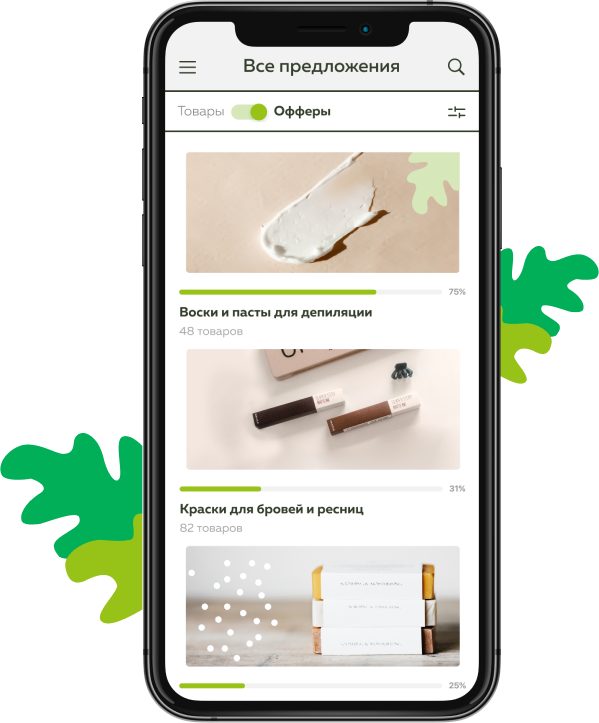 Все предложения
Товары Офферы
75%
Воски и пасты для депиляции
48 товаров
31%
Краски для бровей и ресниц
82 товаров
25%